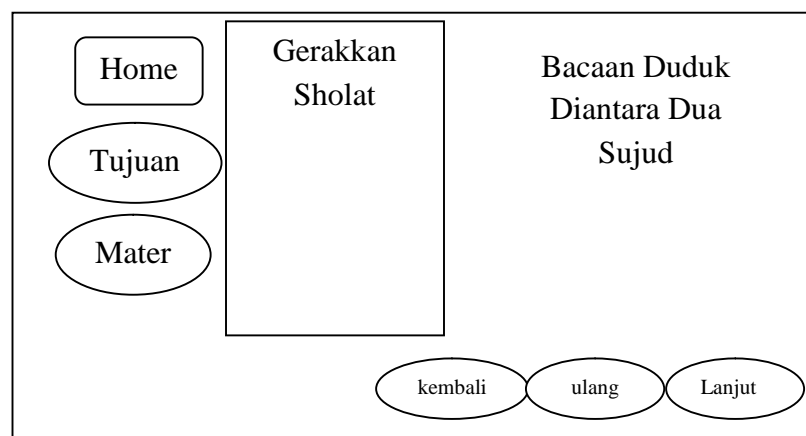 Home
Tujuan
Mater
Gerakkan
Sholat
Bacaan Duduk
Diantara Dua
Sujud
kembali
ulang
Lanjut